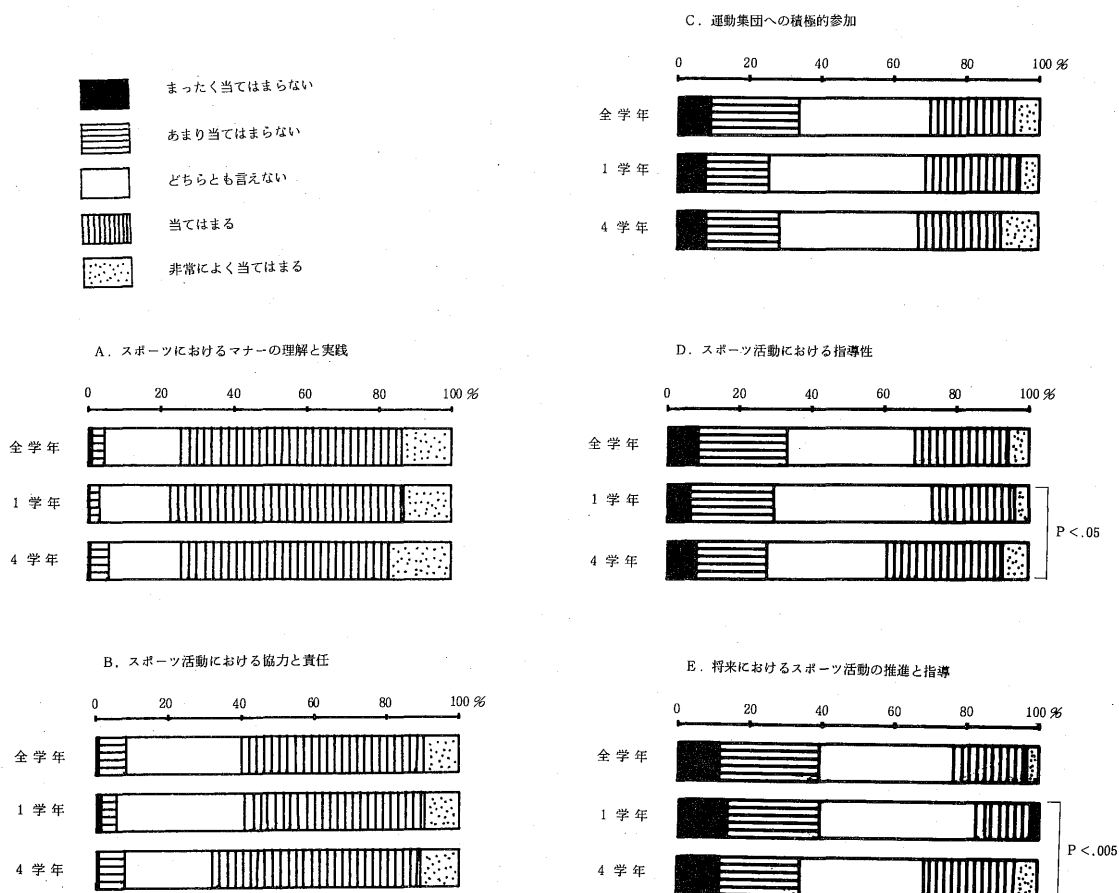 まったく当てはまらない
あまり当てはまらない
どちらとも言えない
当てはまる
非常によく当てはまる
A. スポーツにおけるマナーの理解と実践
0 20 40 60 80 100 %
全学年
1 学年
4 学年
B. スポーツ活動における協力と責任
0 20 40 60 80 100 %
全学年
1 学年
4 学年
C. 運動集団への積極的参加
0 20 40 60 80 100 %
全学年
1 学年
4 学年
D. スポーツ活動における指導性
0 20 40 60 80 100 %
全学年
1 学年
4 学年
P <.05
E. 将来におけるスポーツ活動の推進と指導
0 20 40 60 80 100 %
全学年
1 学年
4 学年
P <.005